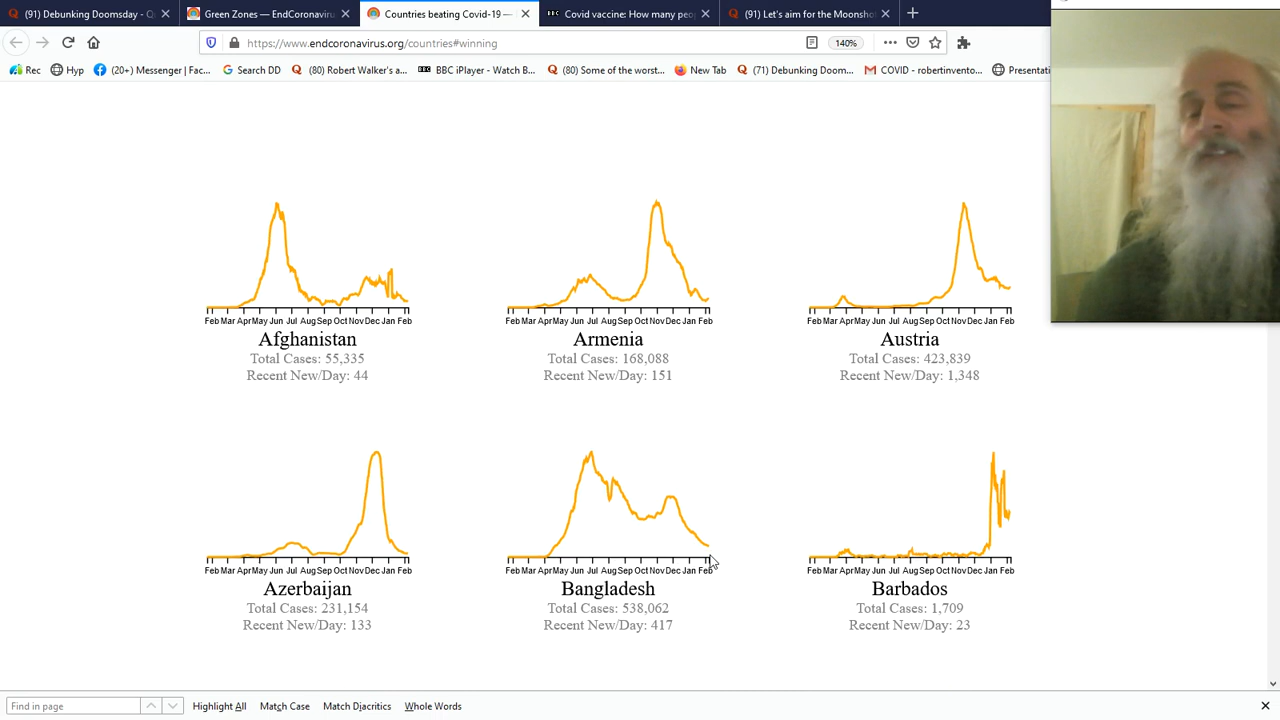 (91) Debunking Doomsday - Q
Green Zones — EndCoronaviru
Countries beating Covid-19 —
BBC Covid vaccine: How many peo
(91) Let's aim for the Moonsho
https://www.endcoronavirus.org/countries#winning
140%
Rec
Hyp
(20+) Messenger | Fac...
Search DD
(80) Robert Walker's a...
BBC BBC iPlayer - Watch B...
(80) Some of the worst...
New Tab
(71) Debunking Doom...
COVID - robertinvento...
Presentati
Feb Mar Apr May Jun Jul Aug Sep Oct Nov Dec Jan Feb
Feb Mar Apr May Jun Jul Aug Sep Oct Nov Dec Jan Feb
Feb Mar Apr May Jun Jul Aug Sep Oct Nov Dec Jan Feb
Afghanistan
Armenia
Austria
Total Cases: 55,335
Total Cases: 168,088
Total Cases: 423,839
Recent New/Day: 44
Recent New/Day: 151
Recent New/Day: 1,348
Feb Mar Apr May Jun Jul Aug Sep Oct Nov Dec Jan Feb
Feb Mar Apr May Jun Jul Aug Sep Oct Nov Dec Jan Feb
Feb Mar Apr May Jun Jul Aug Sep Oct Nov Dec Jan Feb
Azerbaijan
Bangladesh
Barbados
Total Cases: 231,154
Total Cases: 538,062
Total Cases: 1,709
Recent New/Day: 133
Recent New/Day: 417
Recent New/Day: 23
Find in page
Highlight All
Match Case
Match Diacritics
Whole Words